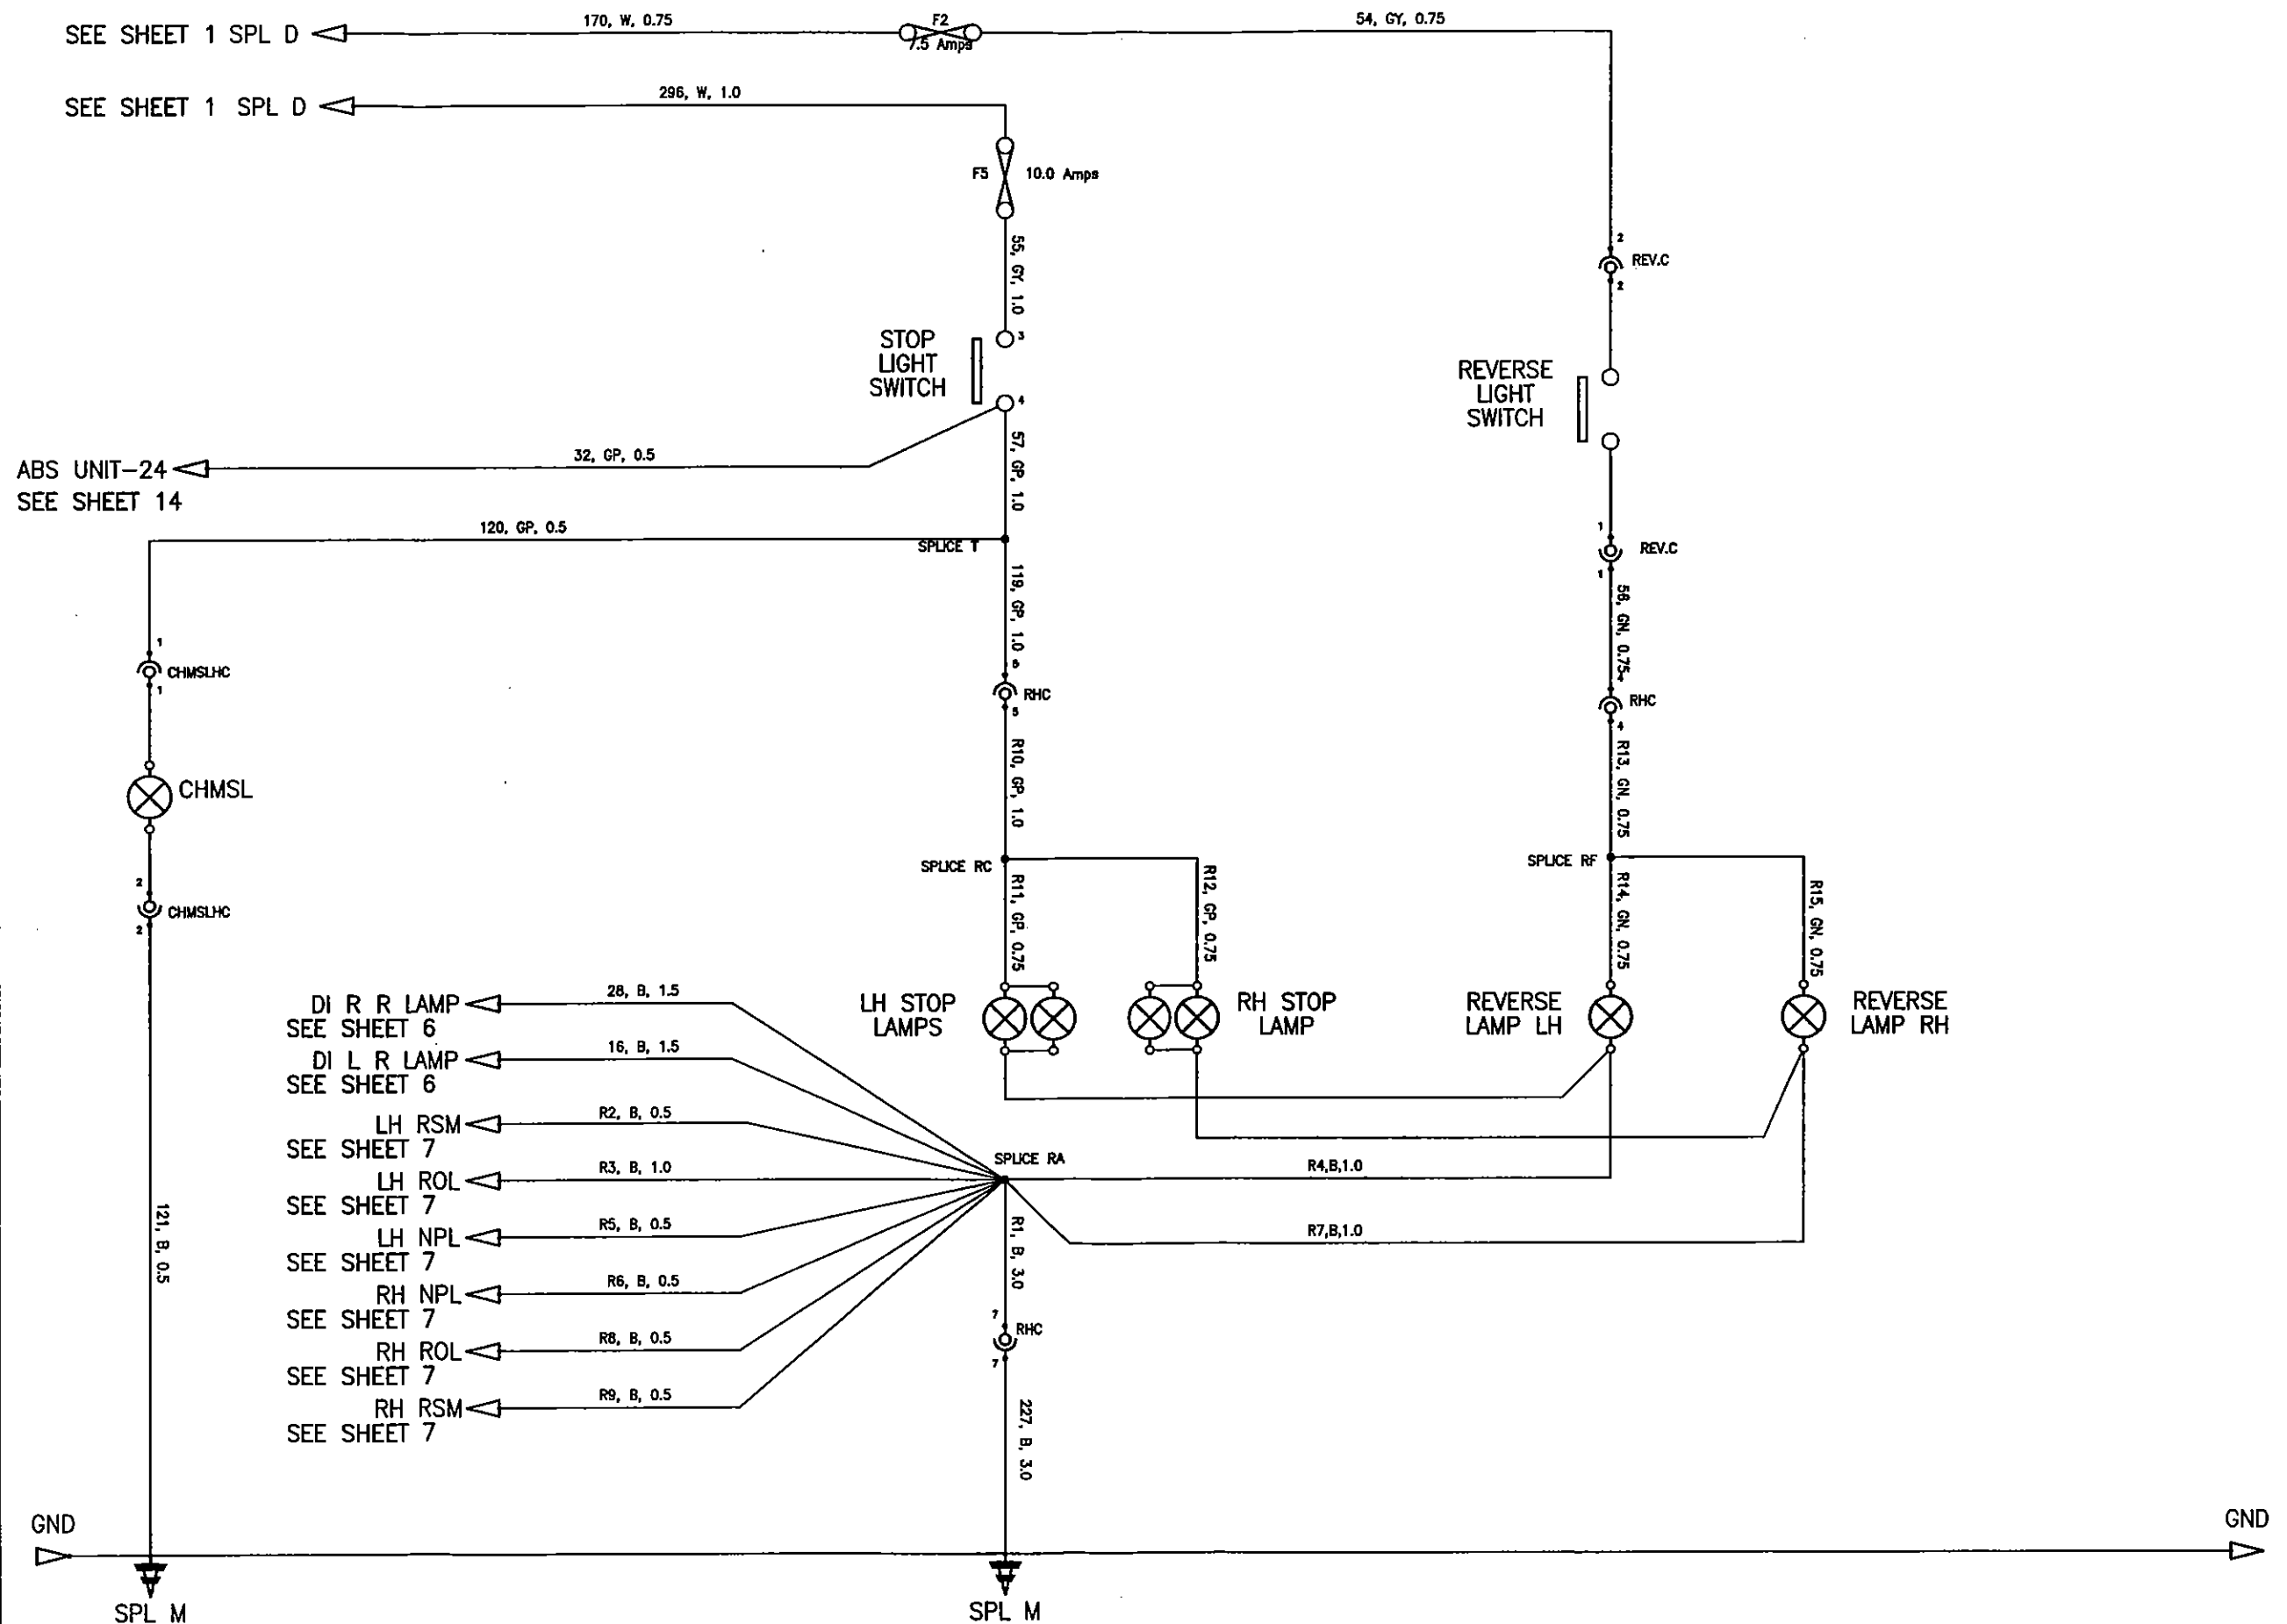 SEE SHEET 1 SPL D
170, W, 0.75
F2
7.5 Amps
54, GY, 0.75
SEE SHEET 1 SPL D
296, W, 1.0
F5
10.0 Amps
55, GY, 1.0
2
REV.C
2
STOP
LIGHT
SWITCH
3
4
REVERSE
LIGHT
SWITCH
ABS UNIT-24
SEE SHEET 14
32, GP, 0.5
57, GP, 1.0
120, GP, 0.5
SPLICE T
1
REV.C
1
119, GP, 1.0
56, GN, 0.75
1
CHMSLHC
1
RHC
5
4
RHC
4
CHMSL
R10, GP, 1.0
R13, GN, 0.75
SPLICE RC
SPLICE RF
2
CHMSLHC
2
R11, GP, 0.75
R12, GP, 0.75
R14, GN, 0.75
R15, GN, 0.75
LH STOP
LAMPS
RH STOP
LAMP
REVERSE
LAMP LH
REVERSE
LAMP RH
DI R R LAMP
SEE SHEET 6
28, B, 1.5
DI L R LAMP
SEE SHEET 6
16, B, 1.5
LH RSM
SEE SHEET 7
R2, B, 0.5
LH ROL
SEE SHEET 7
R3, B, 1.0
SPLICE RA
R4,B,1.0
LH NPL
SEE SHEET 7
R5, B, 0.5
R7,B,1.0
121, B, 0.5
R1, B, 3.0
RH NPL
SEE SHEET 7
R6, B, 0.5
7
RHC
7
RH ROL
SEE SHEET 7
R8, B, 0.5
RH RSM
SEE SHEET 7
R9, B, 0.5
227, B, 3.0
GND
GND
SPL M
SPL M